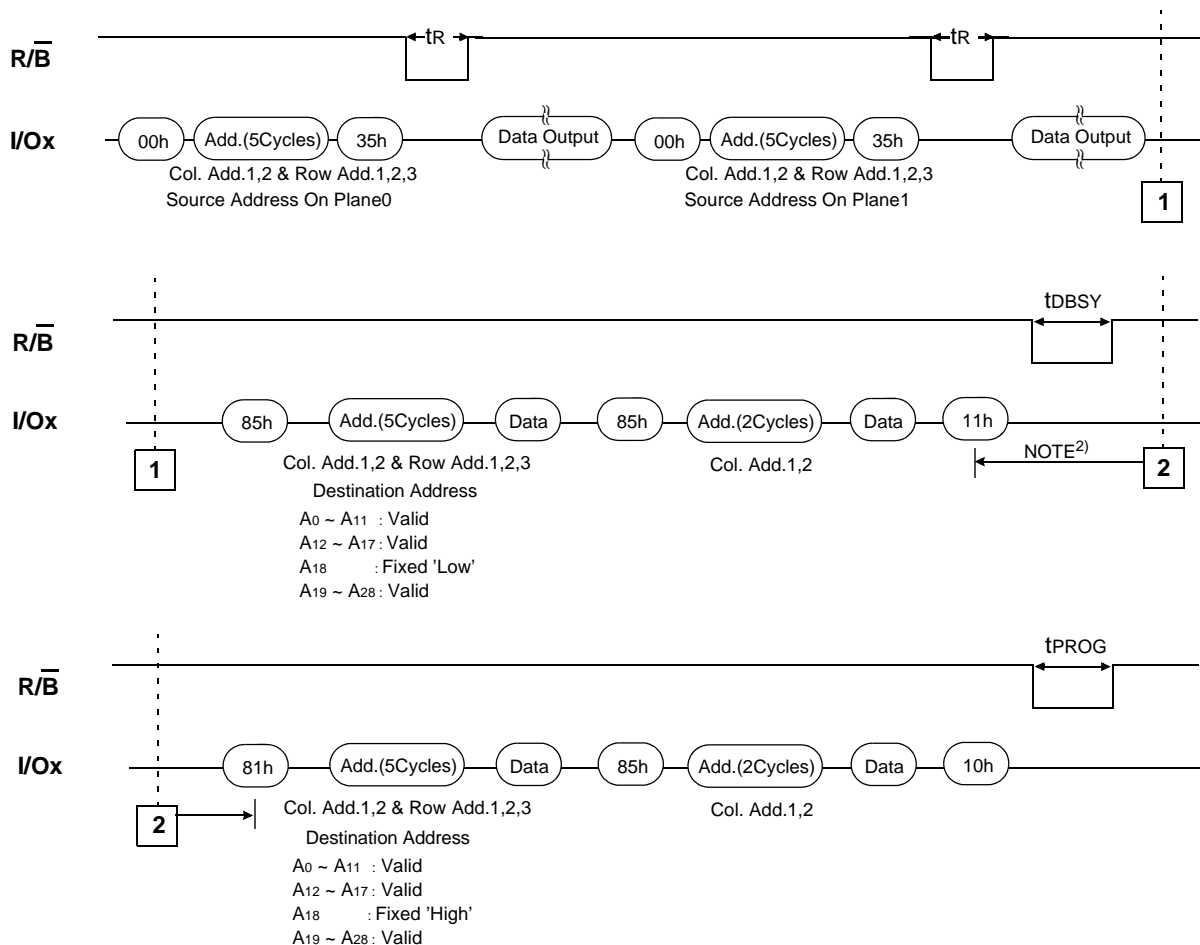 tR tR
R/B
I/Ox 00h Add.(5Cycles) 35h Data Output 00h Add.(5Cycles) 35h Data Output
Col. Add.1,2 & Row Add.1,2,3 Col. Add.1,2 & Row Add.1,2,3
Source Address On Plane0 Source Address On Plane1
1
tDBSY
R/B
I/Ox 85h Add.(5Cycles) Data 85h Add.(2Cycles) Data 11h
1 Col. Add.1,2 & Row Add.1,2,3 Col. Add.1,2 NOTE2) 2
Destination Address
A0 ~ A11 : Valid
A12 ~ A17 : Valid
A18 : Fixed 'Low'
A19 ~ A28 : Valid
tPROG
R/B
I/Ox 81h Add.(5Cycles) Data 85h Add.(2Cycles) Data 10h
2 Col. Add.1,2 & Row Add.1,2,3 Col. Add.1,2
Destination Address
A0 ~ A11 : Valid
A12 ~ A17 : Valid
A18 : Fixed 'High'
A19 ~ A28 : Valid